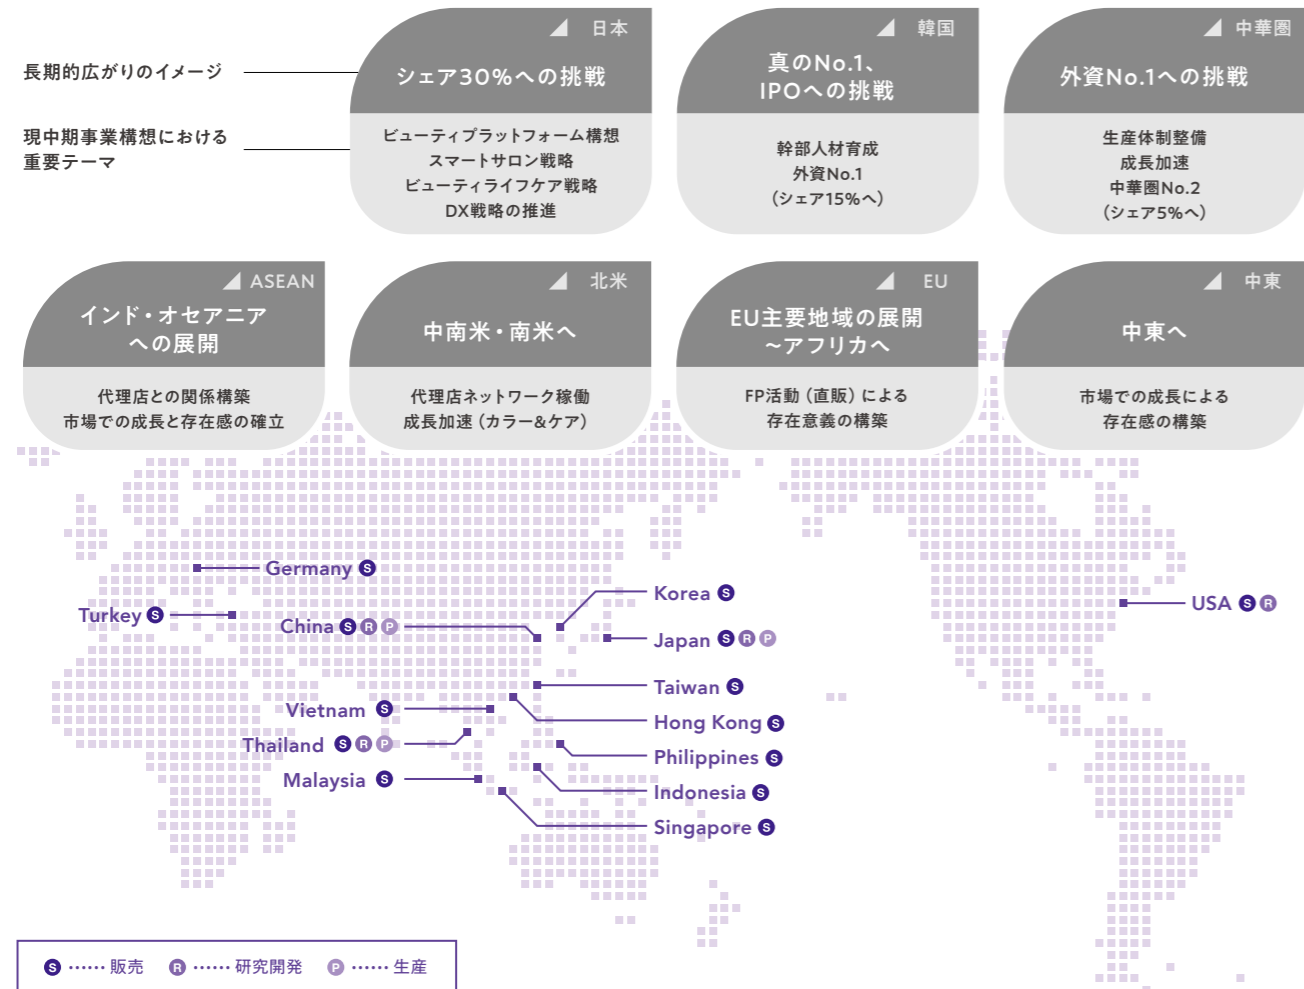 長期的広がりのイメージ
現中期事業構想における
重要テーマ
日本
シェア30%への挑戦
ビューティプラットフォーム構想
スマートサロン戦略
ビューティライフケア戦略
DX戦略の推進
韓国
真のNo.1、
IPOへの挑戦
幹部人材育成
外資No.1
（シェア15%へ）
中華圏
外資No.1への挑戦
生産体制整備
成長加速
中華圏No.2
（シェア5%へ）
ASEAN
インド・オセアニア
への展開
代理店との関係構築
市場での成長と存在感の確立
北米
中南米・南米へ
代理店ネットワーク稼働
成長加速（カラー&ケア）
EU
EU主要地域の展開
～アフリカへ
FP活動（直販）による
存在意義の構築
中東
中東へ
市場での成長による
存在感の構築
Germany S
Turkey S
China S R P
Vietnam S
Thailand S R P
Malaysia S
Korea S
Japan S R P
Taiwan S
Hong Kong S
Philippines S
Indonesia S
Singapore S
USA S R
S ⋯⋯ 販売 R ⋯⋯ 研究開発 P ⋯⋯ 生産